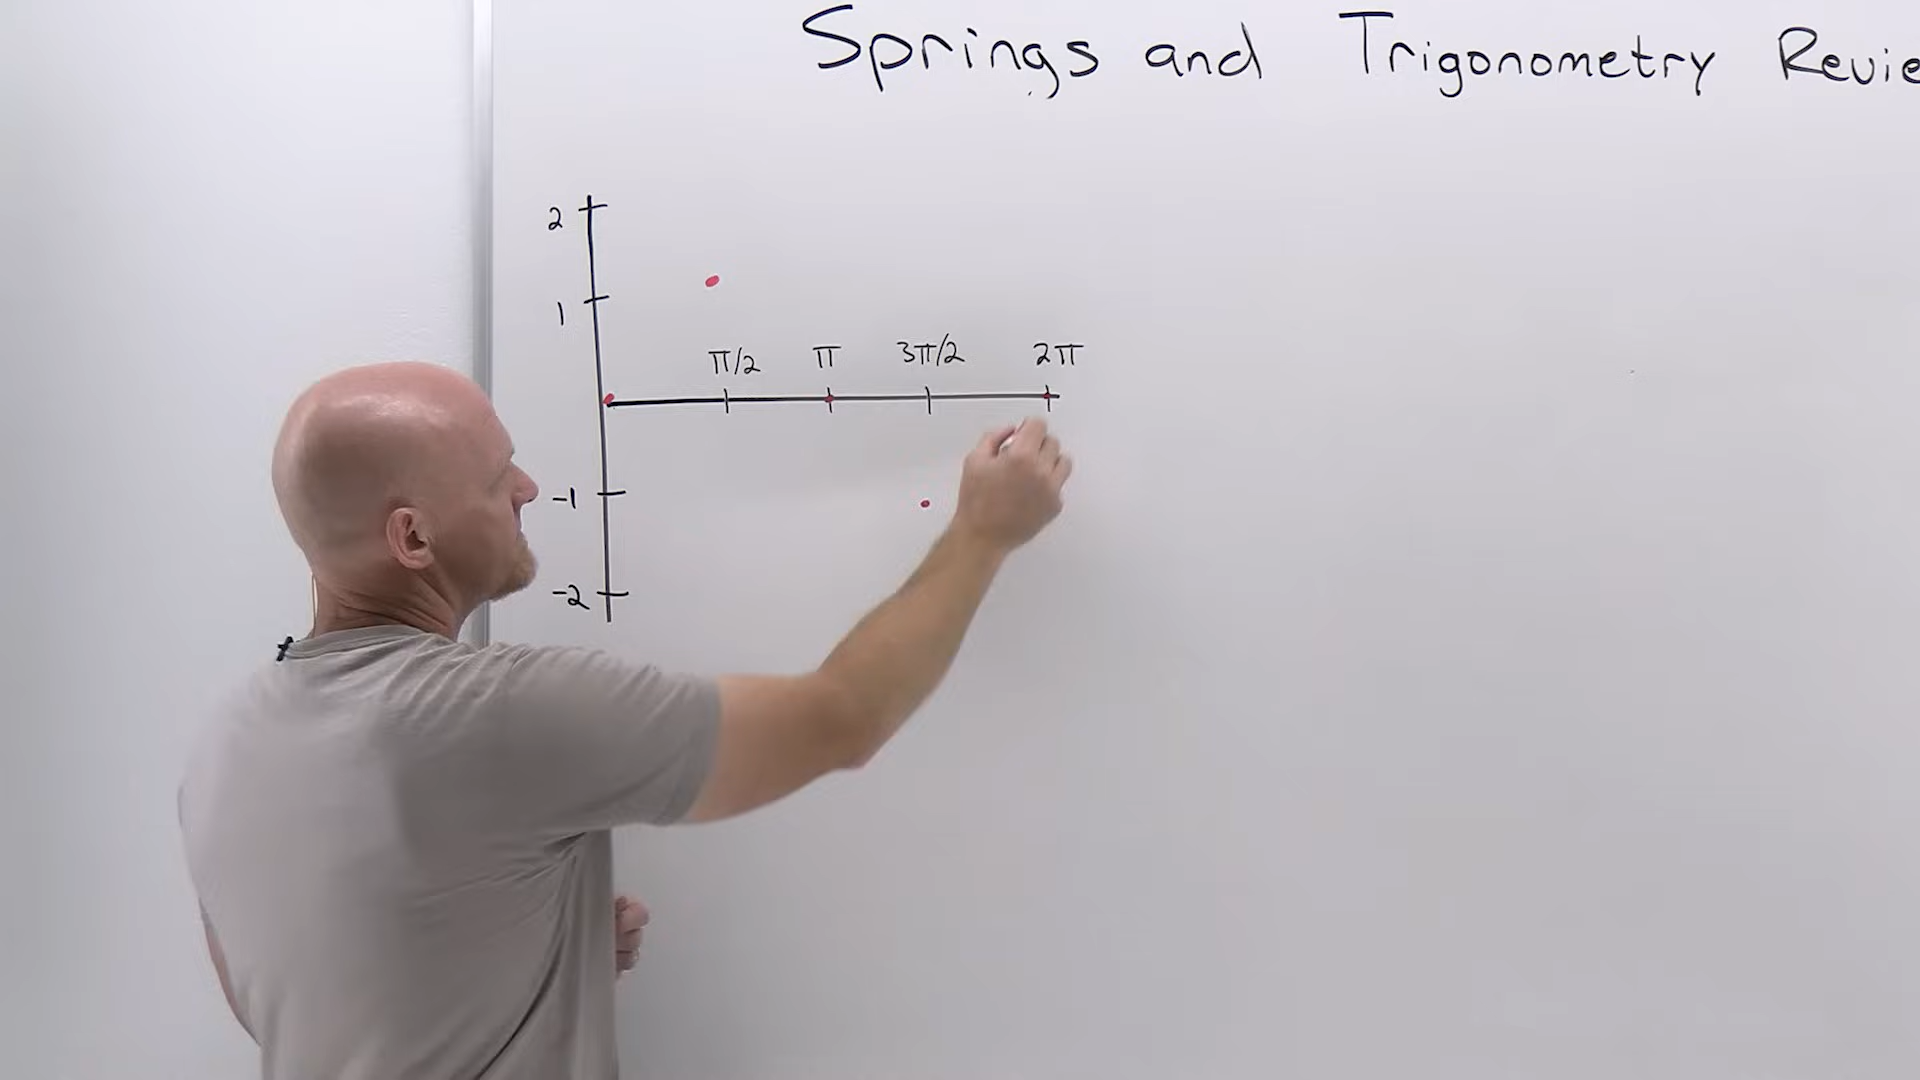 Springs and Trigonometry Revie
2
1
π/2 π 3π/2 2π
-1
-2